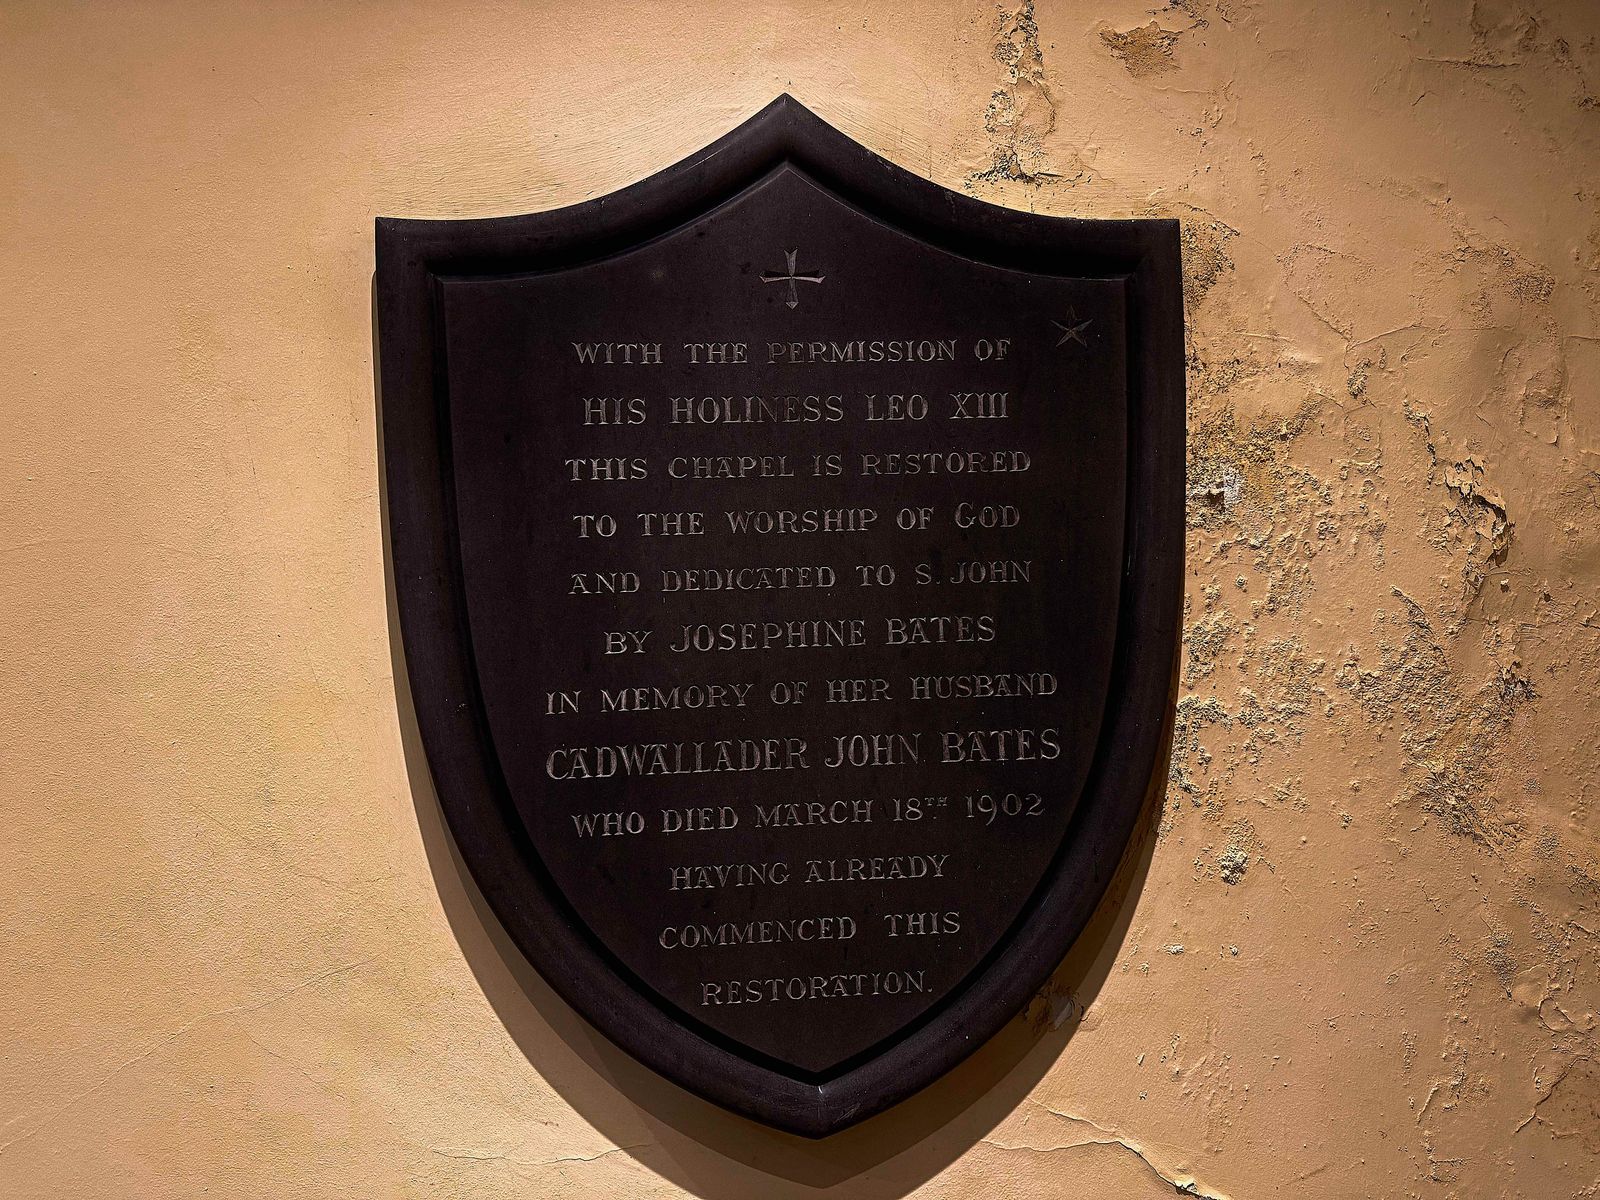 WITH THE PERMISSION OF
HIS HOLINESS LEO XIII
THIS CHAPEL IS RESTORED
TO THE WORSHIP OF GOD
AND DEDICATED TO S. JOHN
BY JOSEPHINE BATES
IN MEMORY OF HER HUSBAND
CADWALLADER JOHN BATES
WHO DIED MARCH 18TH 1902
HAVING ALREADY
COMMENCED THIS
RESTORATION.